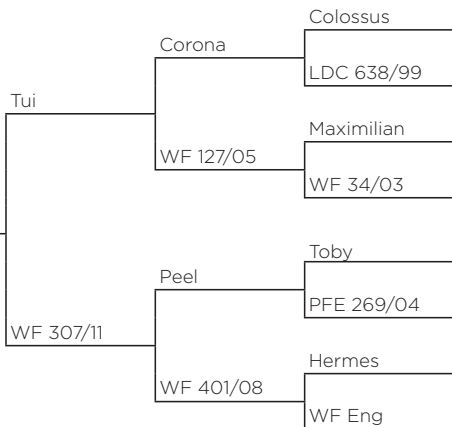 Colossus
Corona
LDC 638/99
Tui
Maximilian
WF 127/05
WF 34/03
Toby
Peel
PFE 269/04
WF 307/11
Hermes
WF 401/08
WF Eng